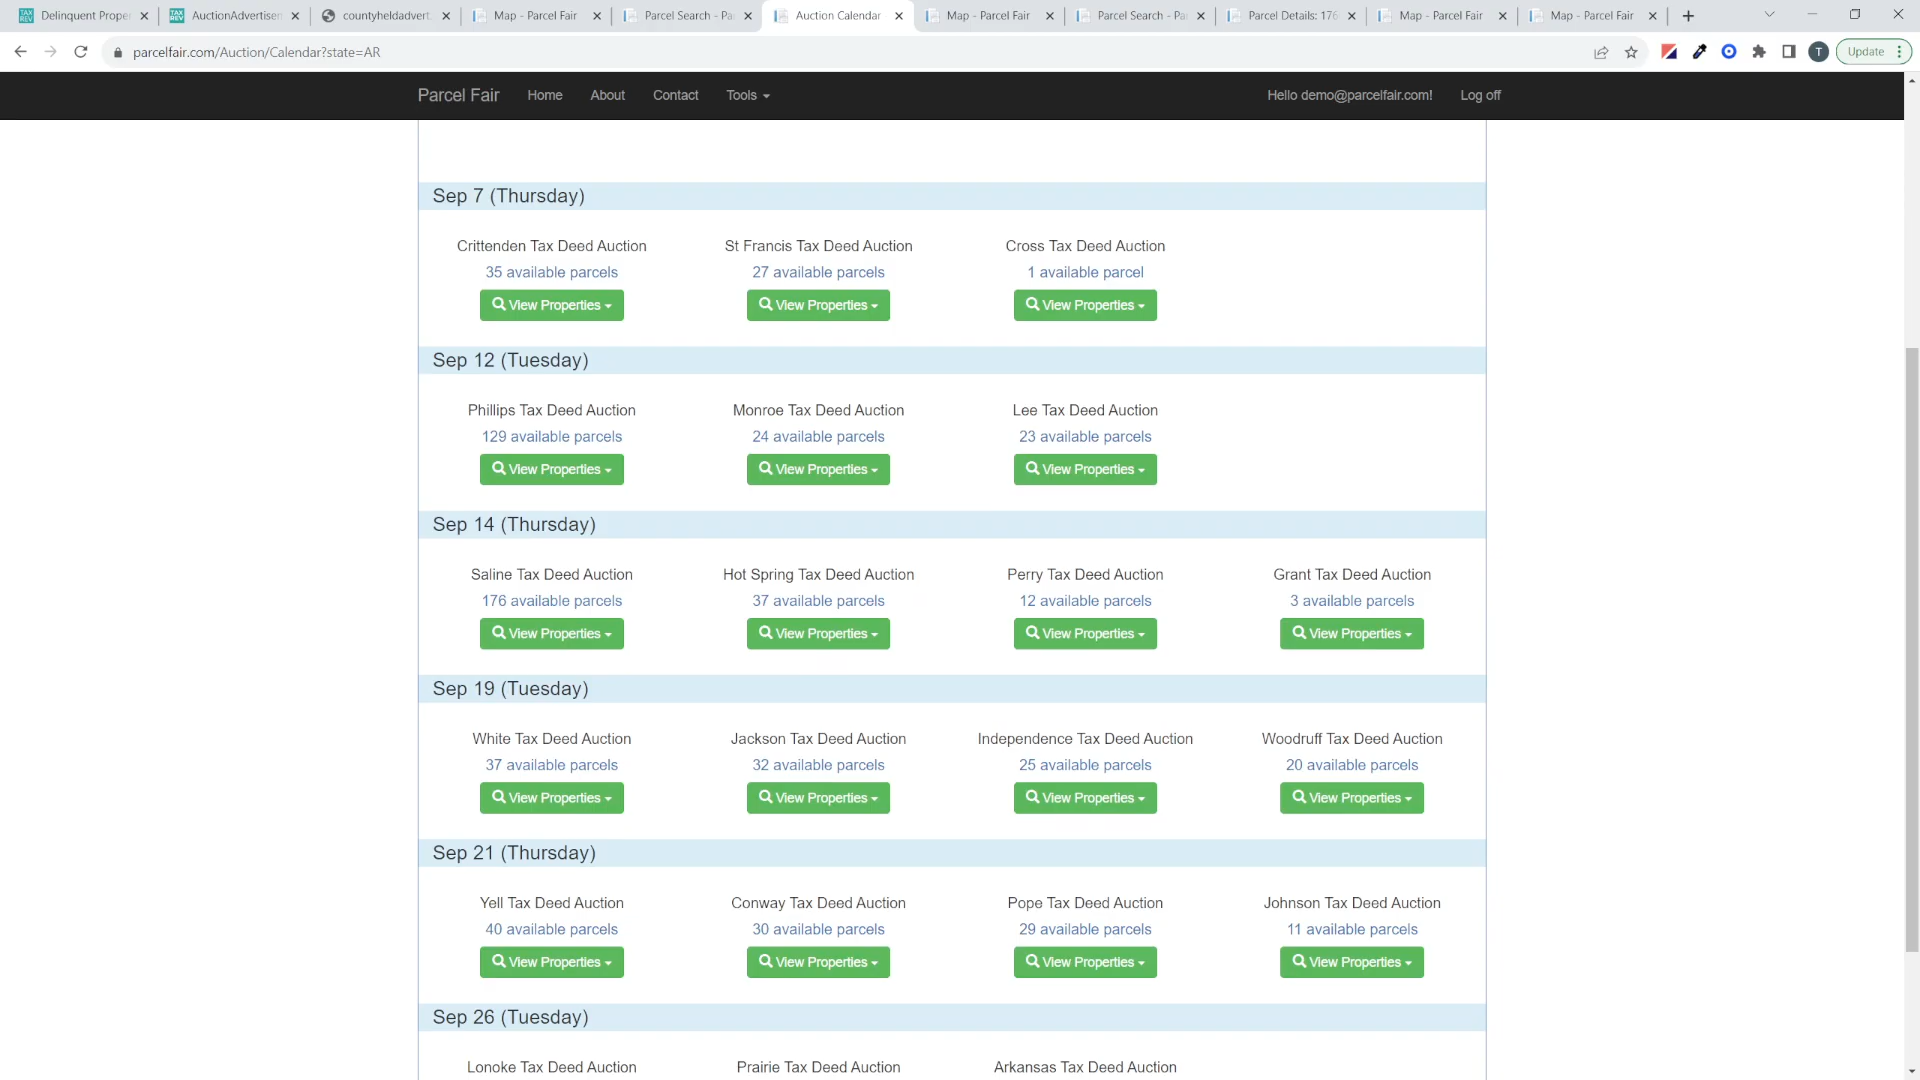 Delinquent Prope
AuctionAdvertisen
countyheldadvert
Map - Parcel Fair
Parcel Search - Pa
Auction Calendar
Map - Parcel Fair
Parcel Search - Pa
Parcel Details: 176
Map - Parcel Fair
Map - Parcel Fair
parcelfair.com/Auction/Calendar?state=AR
T
Update
Parcel Fair Home About Contact Tools Hello demo@parcelfair.com! Log off
Sep 7 (Thursday)
Crittenden Tax Deed Auction St Francis Tax Deed Auction Cross Tax Deed Auction
35 available parcels 27 available parcels 1 available parcel
View Properties View Properties View Properties
Sep 12 (Tuesday)
Phillips Tax Deed Auction Monroe Tax Deed Auction Lee Tax Deed Auction
129 available parcels 24 available parcels 23 available parcels
View Properties View Properties View Properties
Sep 14 (Thursday)
Saline Tax Deed Auction Hot Spring Tax Deed Auction Perry Tax Deed Auction Grant Tax Deed Auction
176 available parcels 37 available parcels 12 available parcels 3 available parcels
View Properties View Properties View Properties View Properties
Sep 19 (Tuesday)
White Tax Deed Auction Jackson Tax Deed Auction Independence Tax Deed Auction Woodruff Tax Deed Auction
37 available parcels 32 available parcels 25 available parcels 20 available parcels
View Properties View Properties View Properties View Properties
Sep 21 (Thursday)
Yell Tax Deed Auction Conway Tax Deed Auction Pope Tax Deed Auction Johnson Tax Deed Auction
40 available parcels 30 available parcels 29 available parcels 11 available parcels
View Properties View Properties View Properties View Properties
Sep 26 (Tuesday)
Lonoke Tax Deed Auction Prairie Tax Deed Auction Arkansas Tax Deed Auction